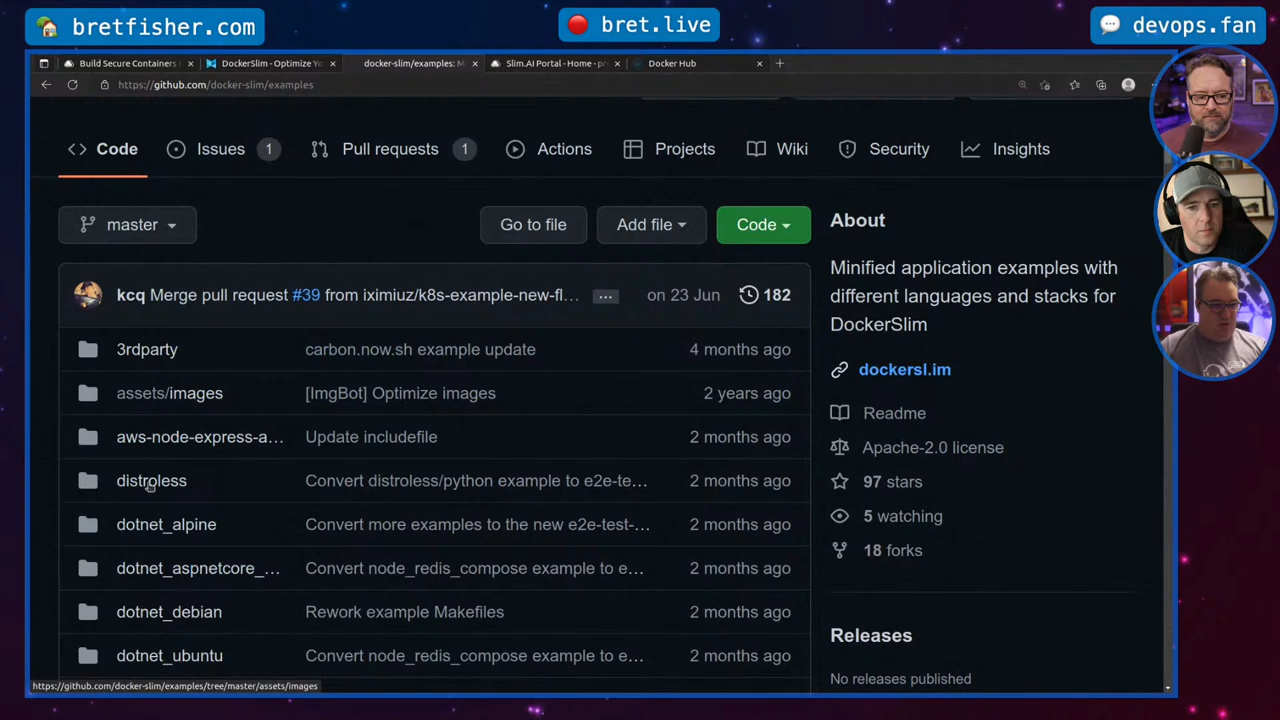 bretfisher.com
bret.live
devops.fan
Build Secure Containers
DockerSlim - Optimize Yo
docker-slim/examples: M
Slim.AI Portal - Home - pr
Docker Hub
https://github.com/docker-slim/examples
Code
Issues 1
Pull requests 1
Actions
Projects
Wiki
Security
Insights
master
Go to file
Add file
Code
About
Minified application examples with
different languages and stacks for
DockerSlim
kcq Merge pull request #39 from iximiuz/k8s-example-new-fl… ... on 23 Jun 182
3rdparty carbon.now.sh example update 4 months ago
assets/images [ImgBot] Optimize images 2 years ago
aws-node-express-a… Update includefile 2 months ago
distroless Convert distroless/python example to e2e-te… 2 months ago
dotnet_alpine Convert more examples to the new e2e-test-… 2 months ago
dotnet_aspnetcore_… Convert node_redis_compose example to e… 2 months ago
dotnet_debian Rework example Makefiles 2 months ago
dotnet_ubuntu Convert node_redis_compose example to e… 2 months ago
dockersl.im
Readme
Apache-2.0 license
97 stars
5 watching
18 forks
Releases
No releases published
https://github.com/docker-slim/examples/tree/master/assets/images